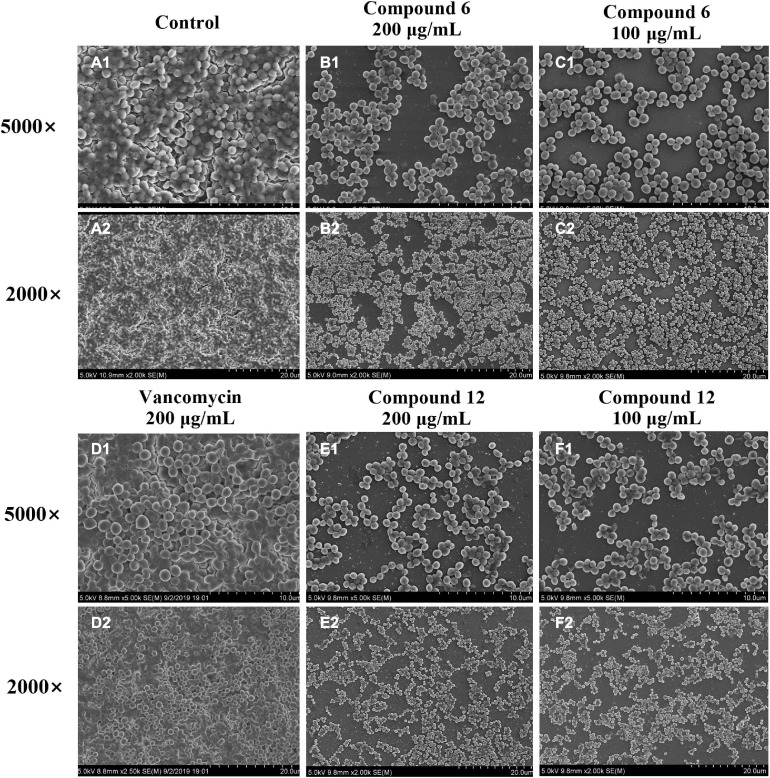 Control
Compound 6
200 μg/mL
Compound 6
100 μg/mL
5000×
A1
B1
C1
2000×
A2
B2
C2
5.0kV 10.9mm x2.00k SE(M) 20.0um
5.0kV 9.0mm x2.00k SE(M) 20.0um
5.0kV 9.8mm x2.00k SE(M) 20.0um
Vancomycin
200 μg/mL
Compound 12
200 μg/mL
Compound 12
100 μg/mL
5000×
D1
E1
F1
5.0kV 8.8mm x5.00k SE(M) 9/2/2019 19:01 10.0um
5.0kV 9.8mm x5.00k SE(M) 10.0um
5.0kV 9.8mm x5.00k SE(M) 10.0um
2000×
D2
E2
F2
5.0kV 8.8mm x2.50k SE(M) 9/2/2019 19:01 20.0um
5.0kV 9.8mm x2.00k SE(M) 20.0um
5.0kV 9.8mm x2.00k SE(M) 20.0um